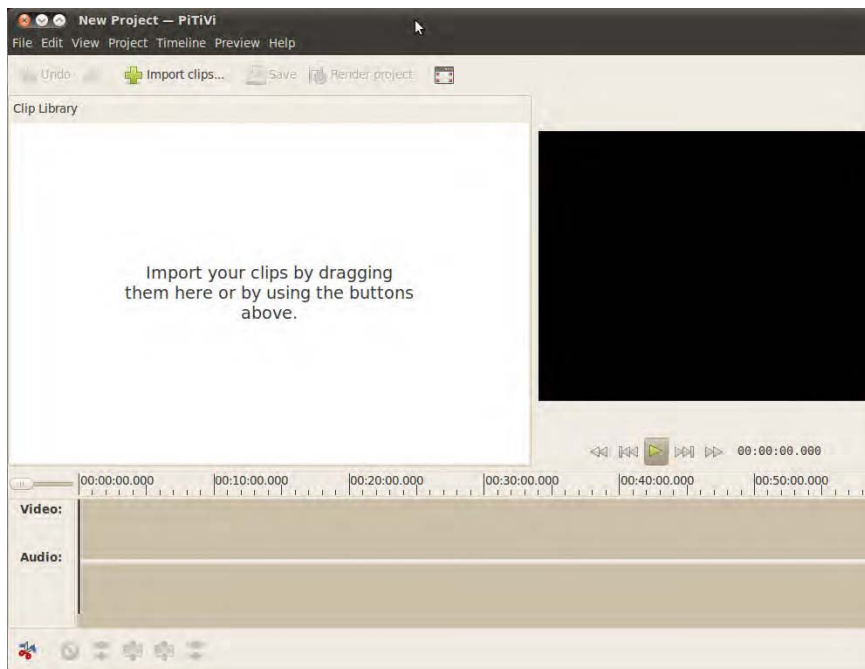 New Project — PiTiVi
File Edit View Project Timeline Preview Help
Undo Import clips... Save Render project
Clip Library
Import your clips by dragging
them here or by using the buttons
above.
00:00:00.000
00:00:00.000 00:10:00.000 00:20:00.000 00:30:00.000 00:40:00.000 00:50:00.000
Video:
Audio: